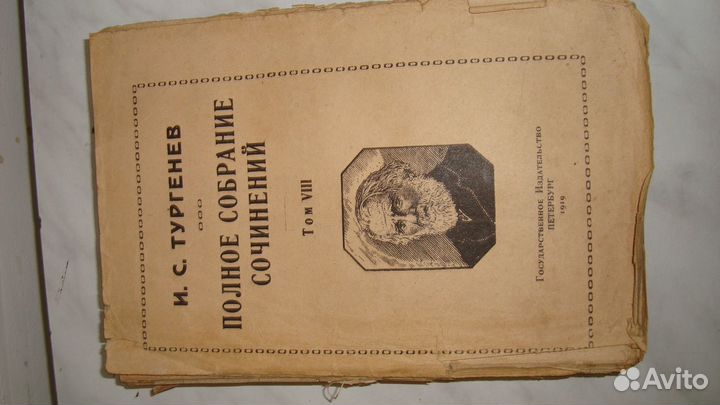 И. С. ТУРГЕНЕВ
ПОЛНОЕ СОБРАНИЕ
СОЧИНЕНИЙ
Том VIII
Государственное Издательство
ПЕТЕРБУРГ
1919
Avito